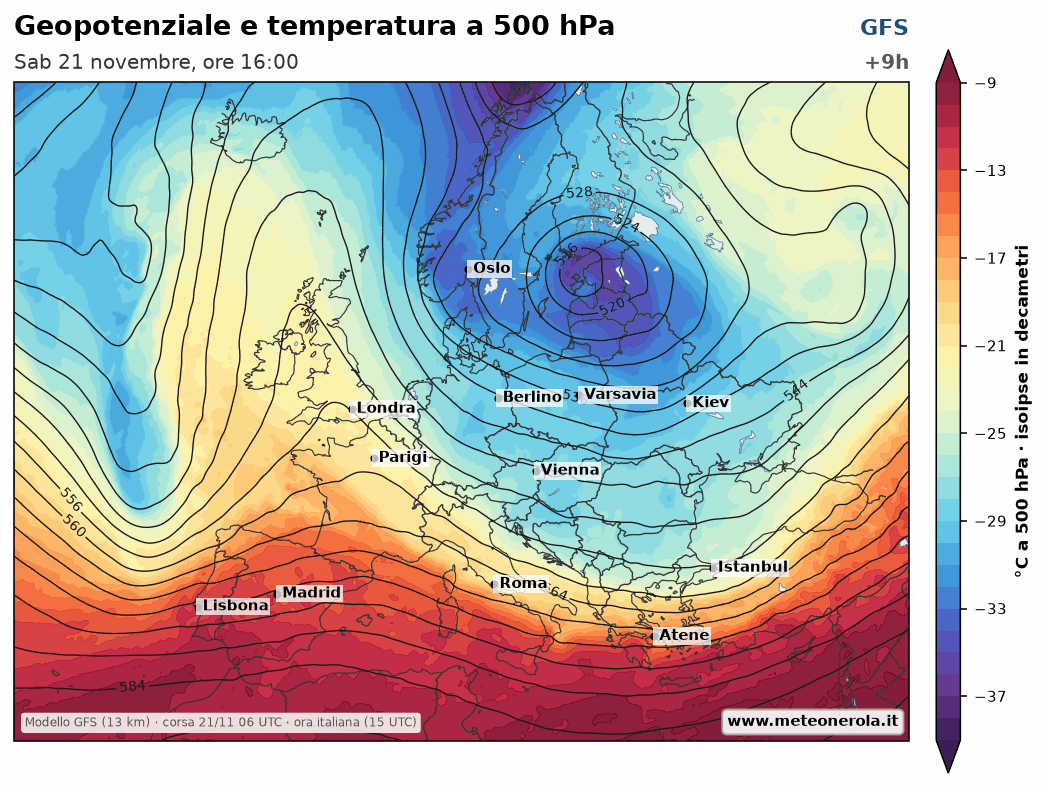 Geopotenziale e temperatura a 500 hPa
GFS
Sab 21 novembre, ore 16:00
+9h
−9
−13
−17
−21
−25
−29
−33
−37
°C a 500 hPa · isoipse in decametri
528
524
516
520
544
556
560
584
Oslo
Berlino
Varsavia
Kiev
Londra
Parigi
Vienna
Istanbul
Roma
Madrid
Lisbona
Atene
Modello GFS (13 km) · corsa 21/11 06 UTC · ora italiana (15 UTC)
www.meteonerola.it